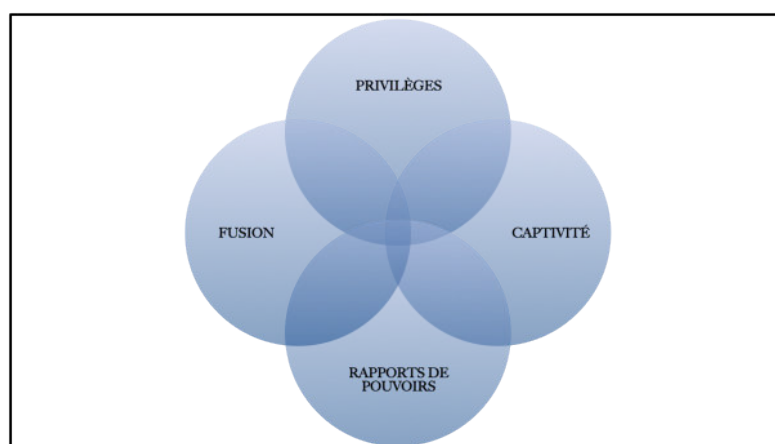 PRIVILÈGES
FUSION
CAPTIVITÉ
RAPPORTS DE
POUVOIRS